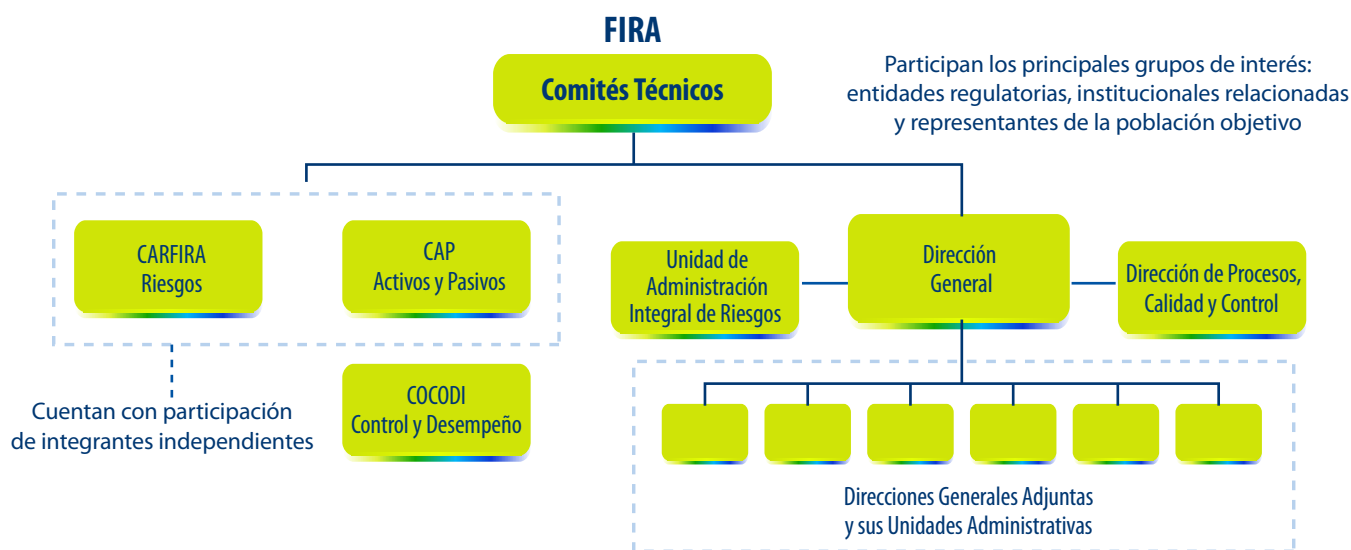 FIRA
Comités Técnicos
Participan los principales grupos de interés:
entidades regulatorias, institucionales relacionadas
y representantes de la población objetivo
CARFIRA
Riesgos
CAP
Activos y Pasivos
Unidad de
Administración
Integral de Riesgos
Dirección
General
Dirección de Procesos,
Calidad y Control
COCODI
Control y Desempeño
Cuentan con participación
de integrantes independientes
Direcciones Generales Adjuntas
y sus Unidades Administrativas